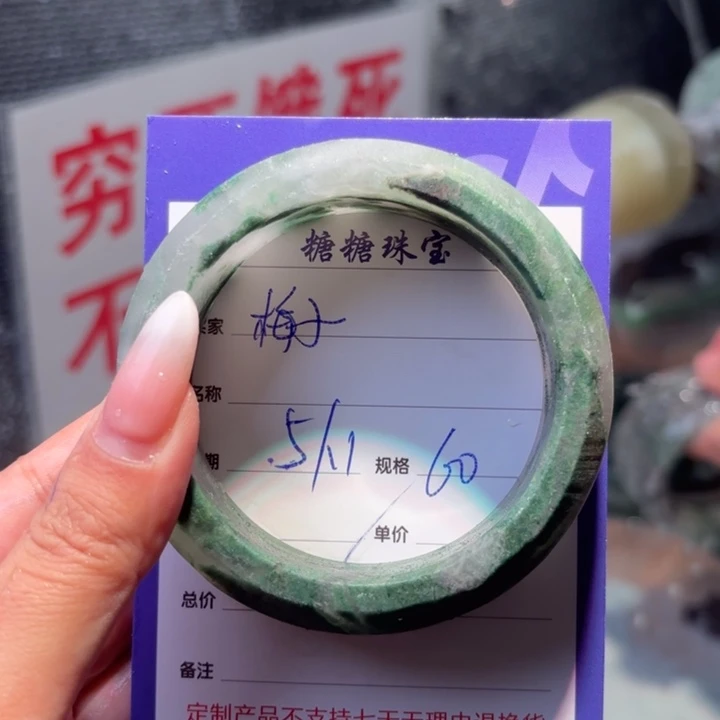 穷
死
不
糖糖珠宝
家 梅子
名称
期 5/11 规格 60
单价
总价
备注
定制产品不支持七天无理由退换货